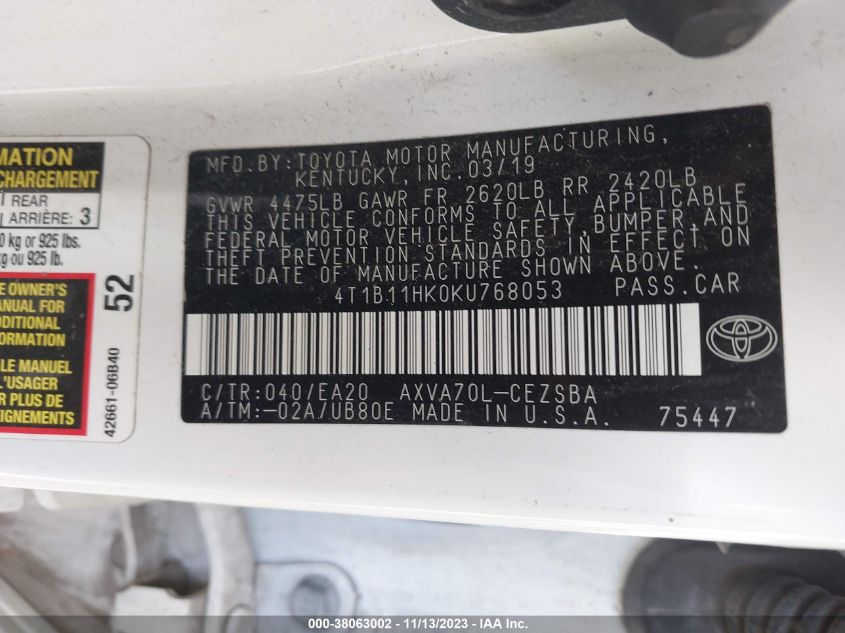 MATION
CHARGEMENT
REAR
ARRIÈRE: 3
0 kg or 925 lbs.
kg ou 925 lb.
E OWNER'S
MANUAL FOR
ADDITIONAL
FORMATION
LE MANUEL
L'USAGER
R PLUS DE
EIGNEMENTS
52
42661-06B40
MFD.BY:TOYOTA MOTOR MANUFACTURING,
KENTUCKY, INC.03/19
GVWR 4475LB GAWR FR 2620LB RR 2420LB
THIS VEHICLE CONFORMS TO ALL APPLICABLE
FEDERAL MOTOR VEHICLE SAFETY,BUMPER,AND
THEFT PREVENTION STANDARDS IN EFFECT ON
THE DATE OF MANUFACTURE SHOWN ABOVE.
4T1B11HK0KU768053 PASS.CAR
C/TR:040/EA20 AXVA70L-CEZSBA
A/TM:-02A/UB80E MADE IN U.S.A. 75447
000-38063002 - 11/13/2023 - IAA Inc.